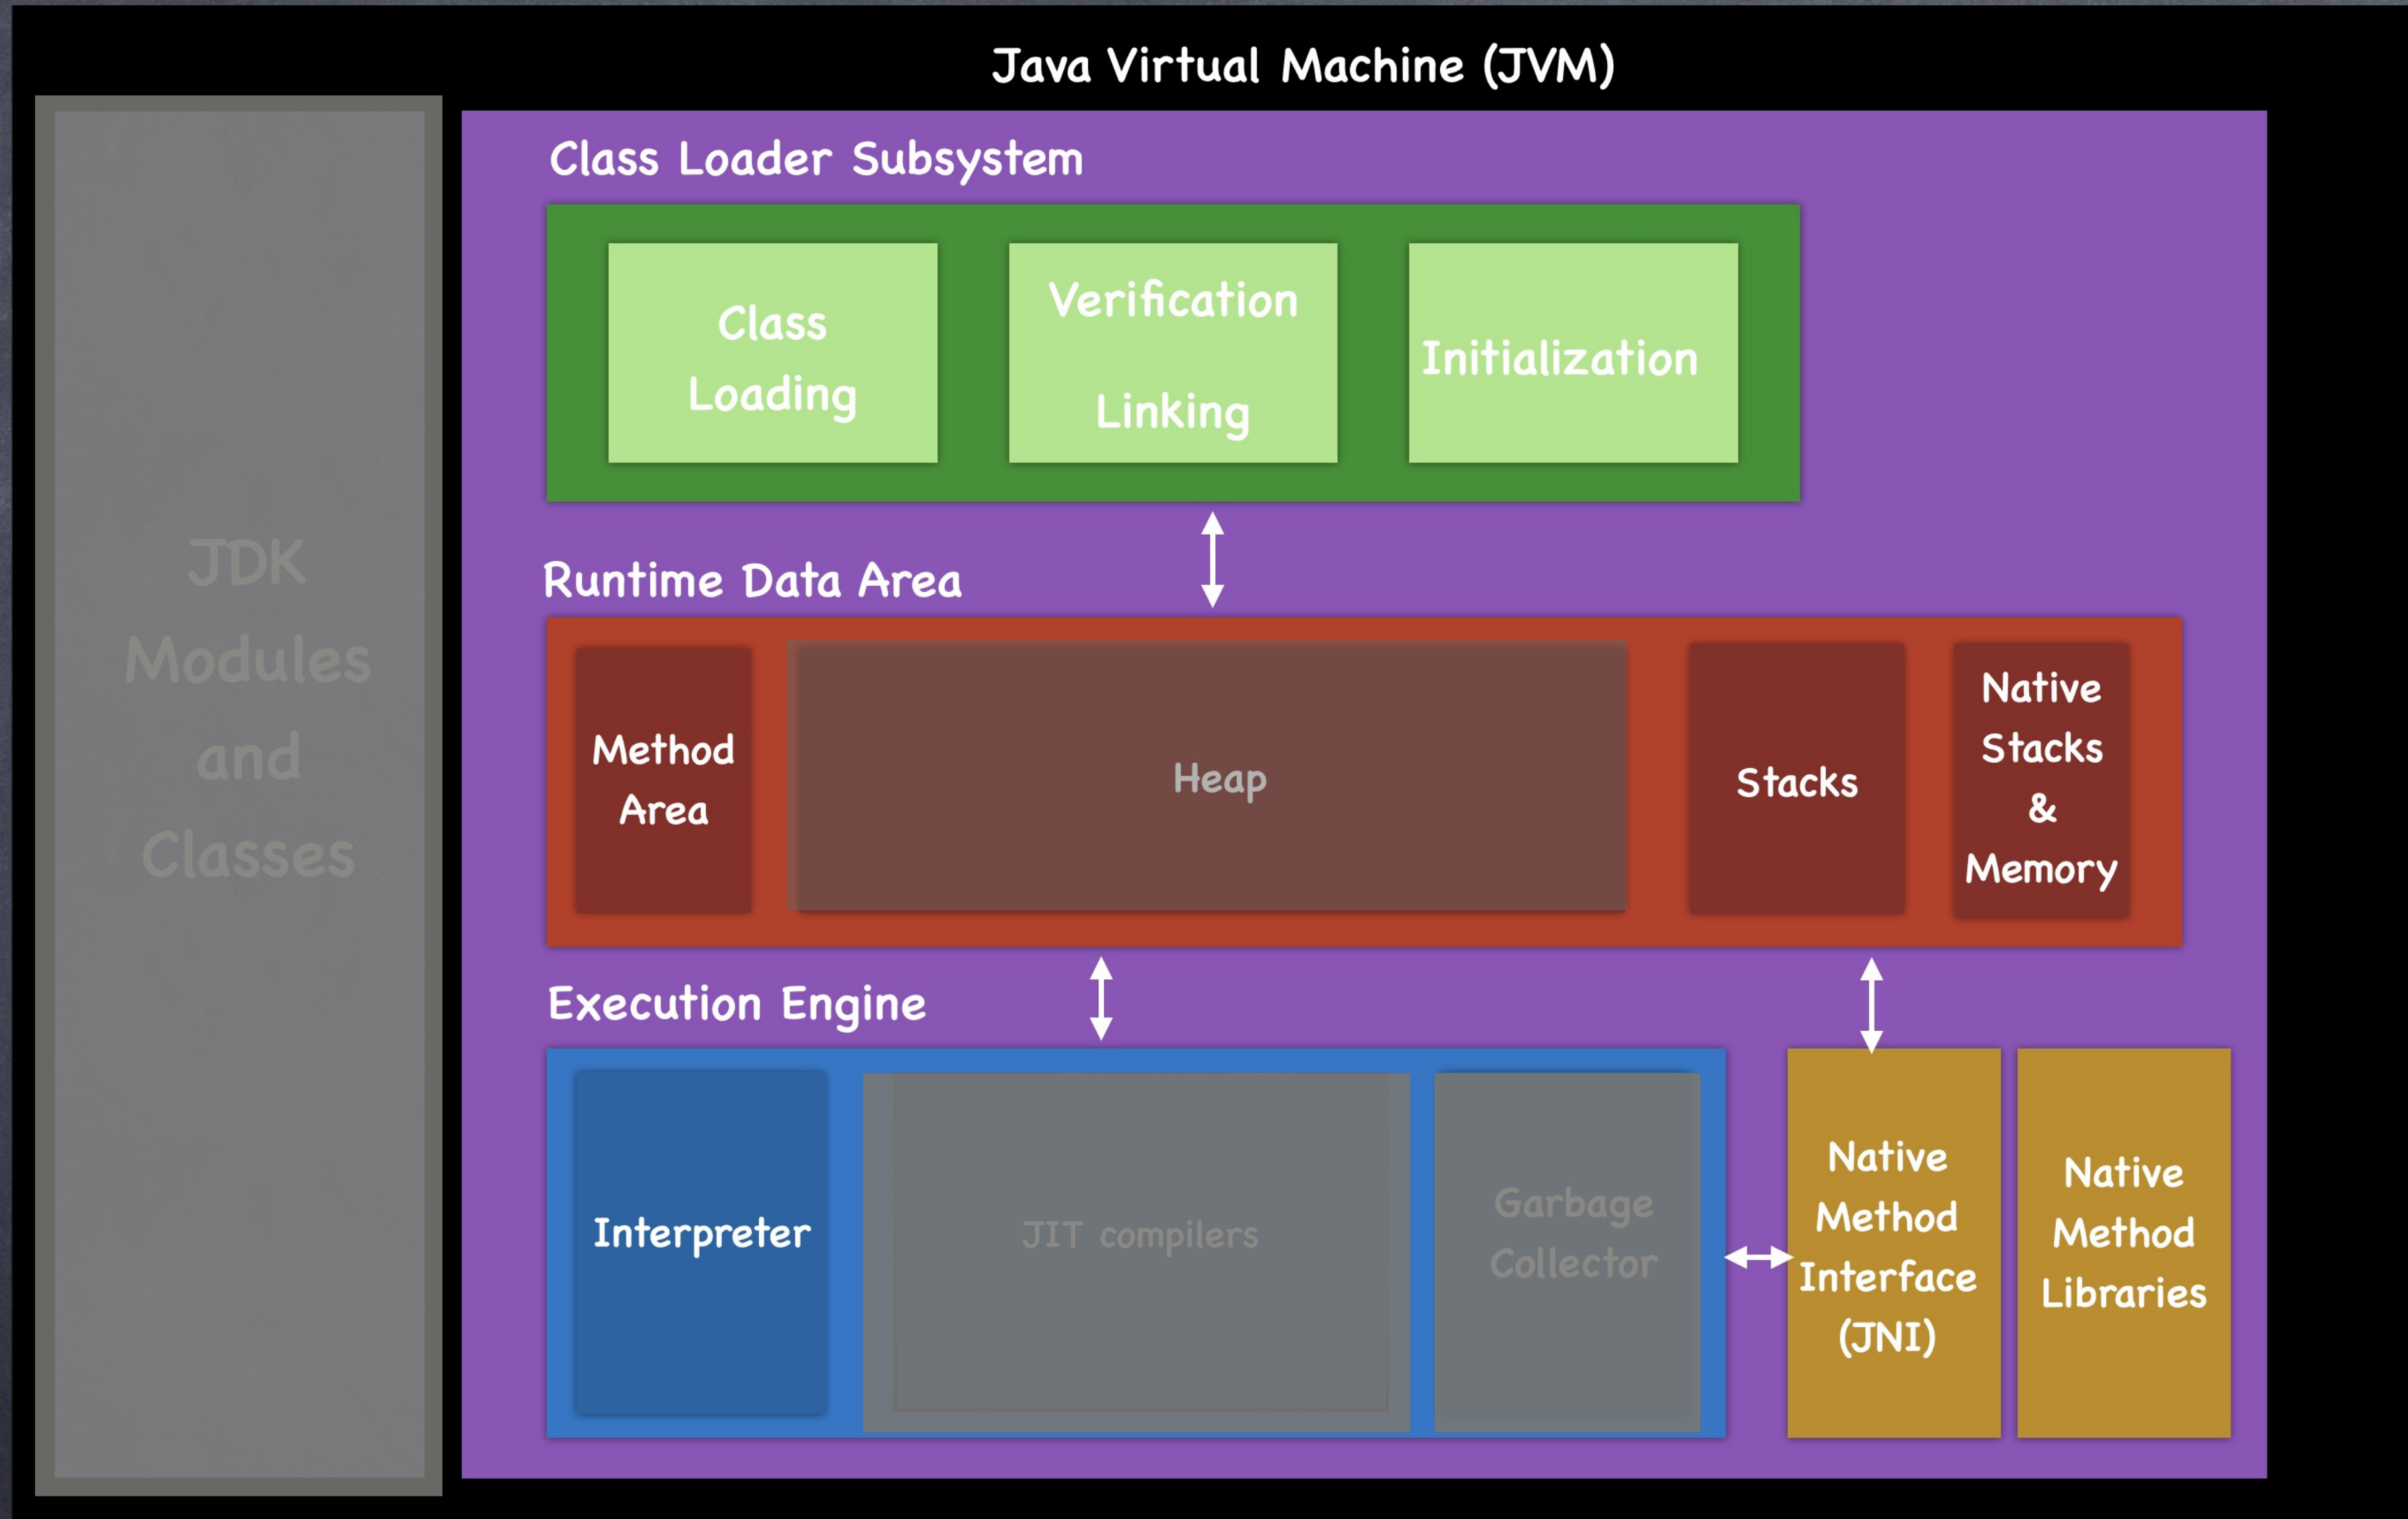 Java Virtual Machine (JVM)
JDK
Modules
and
Classes
Class Loader Subsystem
Class
Loading
Verification
Linking
Initialization
Runtime Data Area
Method
Area
Heap
Stacks
Native
Stacks
&
Memory
Execution Engine
Interpreter
JIT compilers
Garbage
Collector
Native
Method
Interface
(JNI)
Native
Method
Libraries